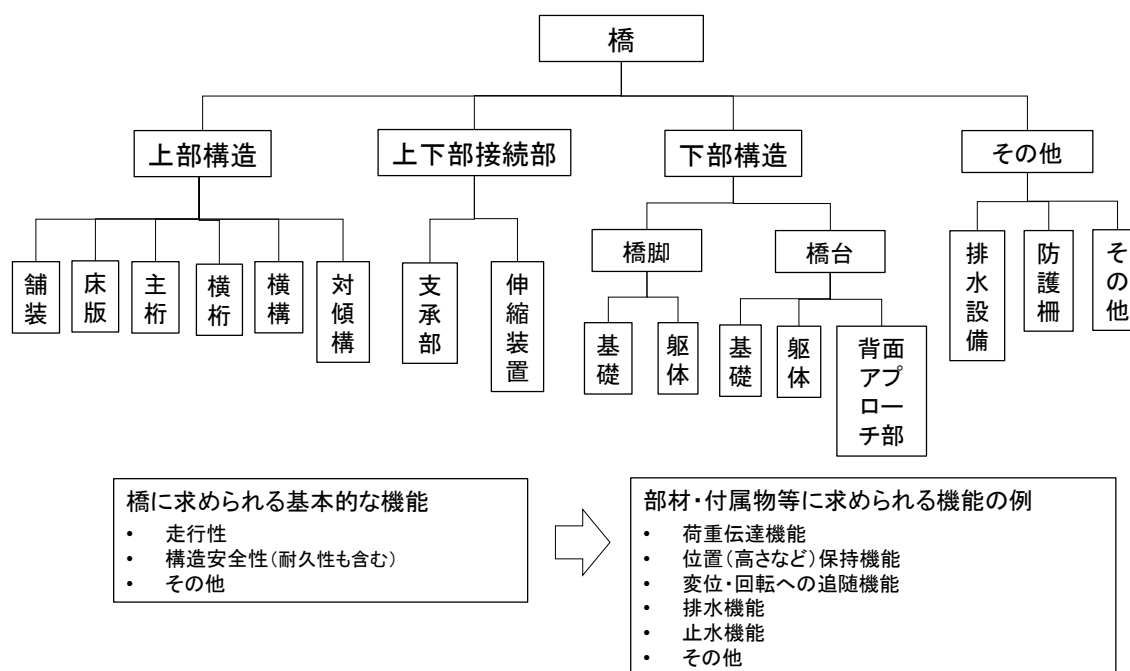 橋
上部構造
上下部接続部
下部構造
その他
橋脚
橋台
舗装
床版
主桁
横桁
横構
対傾構
支承部
伸縮装置
基礎
躯体
基礎
躯体
背面
アプ
ロー
チ部
排水設備
防護柵
その他
橋に求められる基本的な機能
• 走行性
• 構造安全性(耐久性も含む)
• その他
部材・付属物等に求められる機能の例
• 荷重伝達機能
• 位置(高さなど)保持機能
• 変位・回転への追随機能
• 排水機能
• 止水機能
• その他